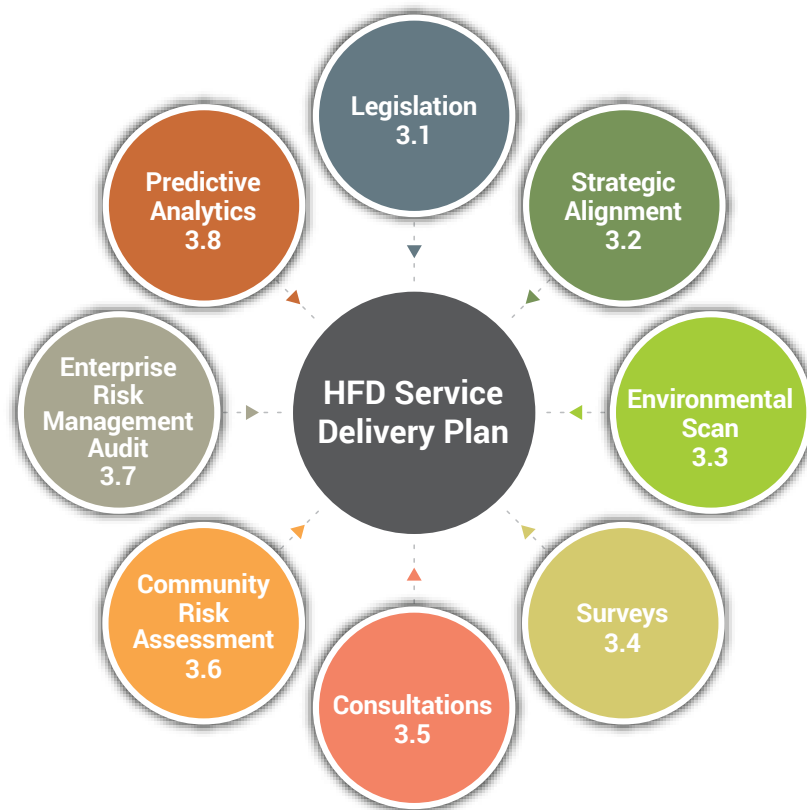 Legislation
3.1
Strategic
Alignment
3.2
Environmental
Scan
3.3
Surveys
3.4
Consultations
3.5
Community
Risk
Assessment
3.6
Enterprise
Risk
Management
Audit
3.7
Predictive
Analytics
3.8
HFD Service
Delivery Plan